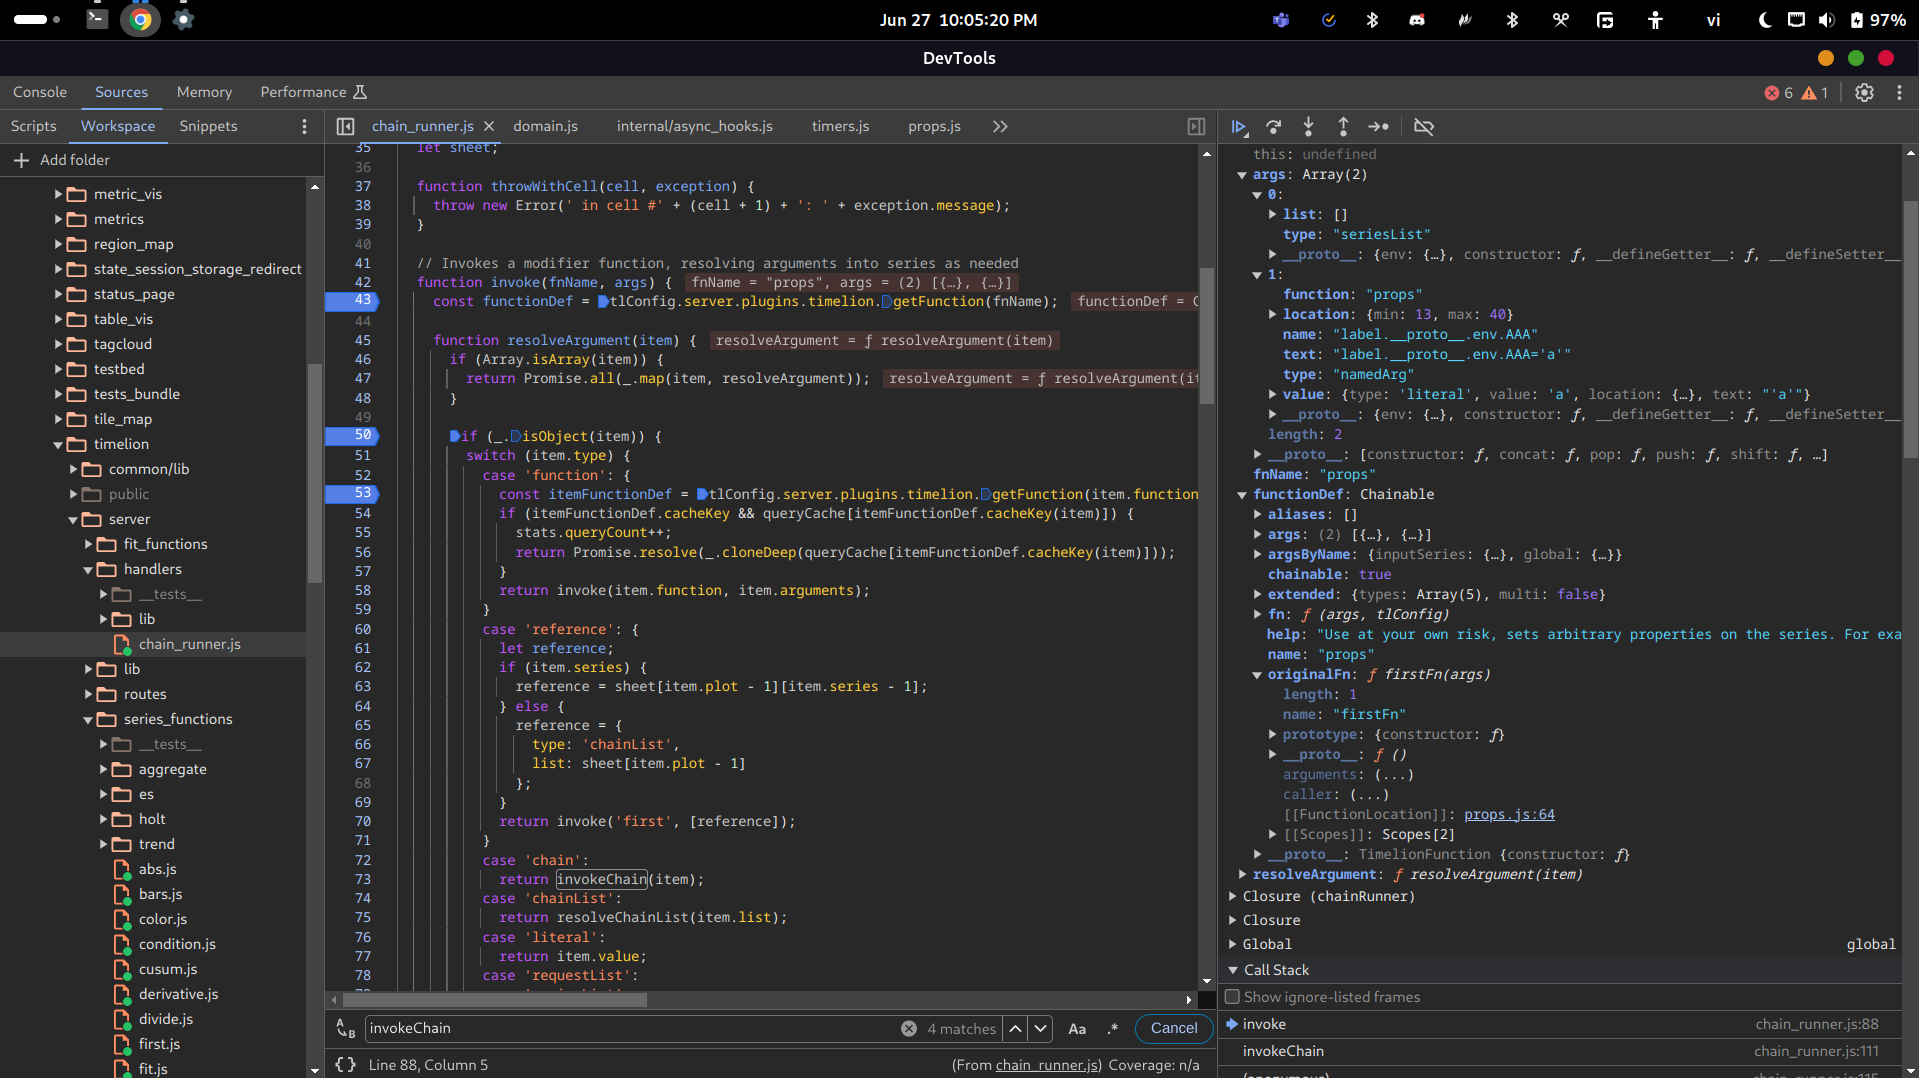 Jun 27 10:05:20 PM
vi
97%
DevTools
Console
Sources
Memory
Performance
6
1
Scripts
Workspace
Snippets
Add folder
metric_vis
metrics
region_map
state_session_storage_redirect
status_page
table_vis
tagcloud
testbed
tests_bundle
tile_map
timelion
common/lib
public
server
fit_functions
handlers
__tests__
lib
chain_runner.js
lib
routes
series_functions
__tests__
aggregate
es
holt
trend
abs.js
bars.js
color.js
condition.js
cusum.js
derivative.js
divide.js
first.js
fit.js
chain_runner.js
domain.js
internal/async_hooks.js
timers.js
props.js
35 let sheet;
36
37 function throwWithCell(cell, exception) {
38 throw new Error(' in cell #' + (cell + 1) + ': ' + exception.message);
39 }
40
41 // Invokes a modifier function, resolving arguments into series as needed
42 function invoke(fnName, args) { fnName = "props", args = (2) [{…}, {…}]
43 const functionDef = tlConfig.server.plugins.timelion.getFunction(fnName); functionDef = C
44
45 function resolveArgument(item) { resolveArgument = ƒ resolveArgument(item)
46 if (Array.isArray(item)) {
47 return Promise.all(_.map(item, resolveArgument)); resolveArgument = ƒ resolveArgument(it
48 }
49
50 if (_.isObject(item)) {
51 switch (item.type) {
52 case 'function': {
53 const itemFunctionDef = tlConfig.server.plugins.timelion.getFunction(item.function
54 if (itemFunctionDef.cacheKey && queryCache[itemFunctionDef.cacheKey(item)]) {
55 stats.queryCount++;
56 return Promise.resolve(_.cloneDeep(queryCache[itemFunctionDef.cacheKey(item)]));
57 }
58 return invoke(item.function, item.arguments);
59 }
60 case 'reference': {
61 let reference;
62 if (item.series) {
63 reference = sheet[item.plot - 1][item.series - 1];
64 } else {
65 reference = {
66 type: 'chainList',
67 list: sheet[item.plot - 1]
68 };
69 }
70 return invoke('first', [reference]);
71 }
72 case 'chain':
73 return invokeChain(item);
74 case 'chainList':
75 return resolveChainList(item.list);
76 case 'literal':
77 return item.value;
78 case 'requestList':
invokeChain
4 matches
Aa
.*
Cancel
{ }
Line 88, Column 5
(From chain_runner.js)
Coverage: n/a
this: undefined
args: Array(2)
0:
list: []
type: "seriesList"
__proto__: {env: {…}, constructor: ƒ, __defineGetter__: ƒ, __defineSetter__
1:
function: "props"
location: {min: 13, max: 40}
name: "label.__proto__.env.AAA"
text: "label.__proto__.env.AAA='a'"
type: "namedArg"
value: {type: 'literal', value: 'a', location: {…}, text: "'a'"}
__proto__: {env: {…}, constructor: ƒ, __defineGetter__: ƒ, __defineSetter__
length: 2
__proto__: [constructor: ƒ, concat: ƒ, pop: ƒ, push: ƒ, shift: ƒ, …]
fnName: "props"
functionDef: Chainable
aliases: []
args: (2) [{…}, {…}]
argsByName: {inputSeries: {…}, global: {…}}
chainable: true
extended: {types: Array(5), multi: false}
fn: ƒ (args, tlConfig)
help: "Use at your own risk, sets arbitrary properties on the series. For exa
name: "props"
originalFn: ƒ firstFn(args)
length: 1
name: "firstFn"
prototype: {constructor: ƒ}
__proto__: ƒ ()
arguments: (...)
caller: (...)
[[FunctionLocation]]: props.js:64
[[Scopes]]: Scopes[2]
__proto__: TimelionFunction {constructor: ƒ}
resolveArgument: ƒ resolveArgument(item)
Closure (chainRunner)
Closure
Global global
Call Stack
Show ignore-listed frames
invoke chain_runner.js:88
invokeChain chain_runner.js:111